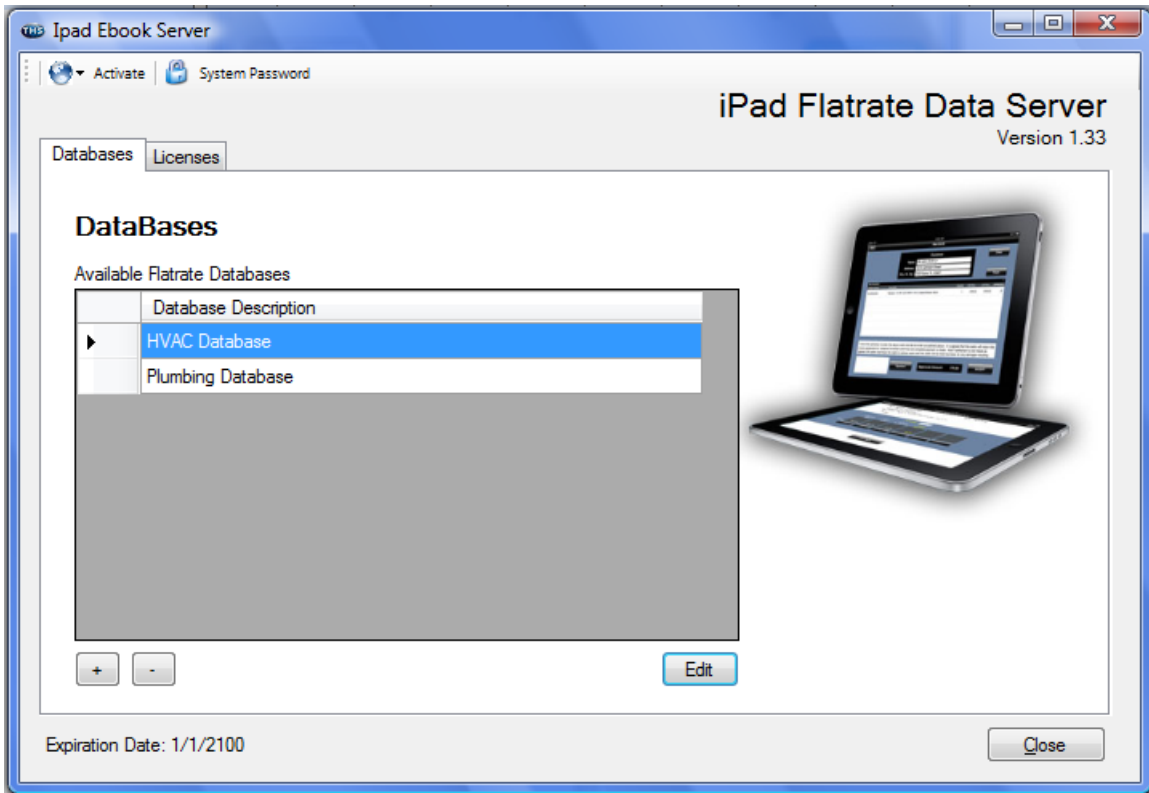 TMS Ipad Ebook Server
Activate System Password
iPad Flatrate Data Server
Version 1.33
Databases Licenses
DataBases
Available Flatrate Databases
Database Description
HVAC Database
Plumbing Database
+ - Edit
Expiration Date: 1/1/2100 Close